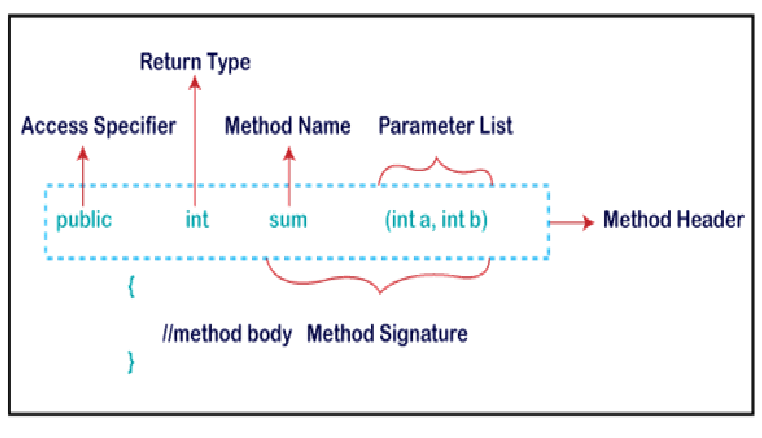 Return Type
Access Specifier Method Name Parameter List
public int sum (int a, int b) Method Header
{
//method body Method Signature
}